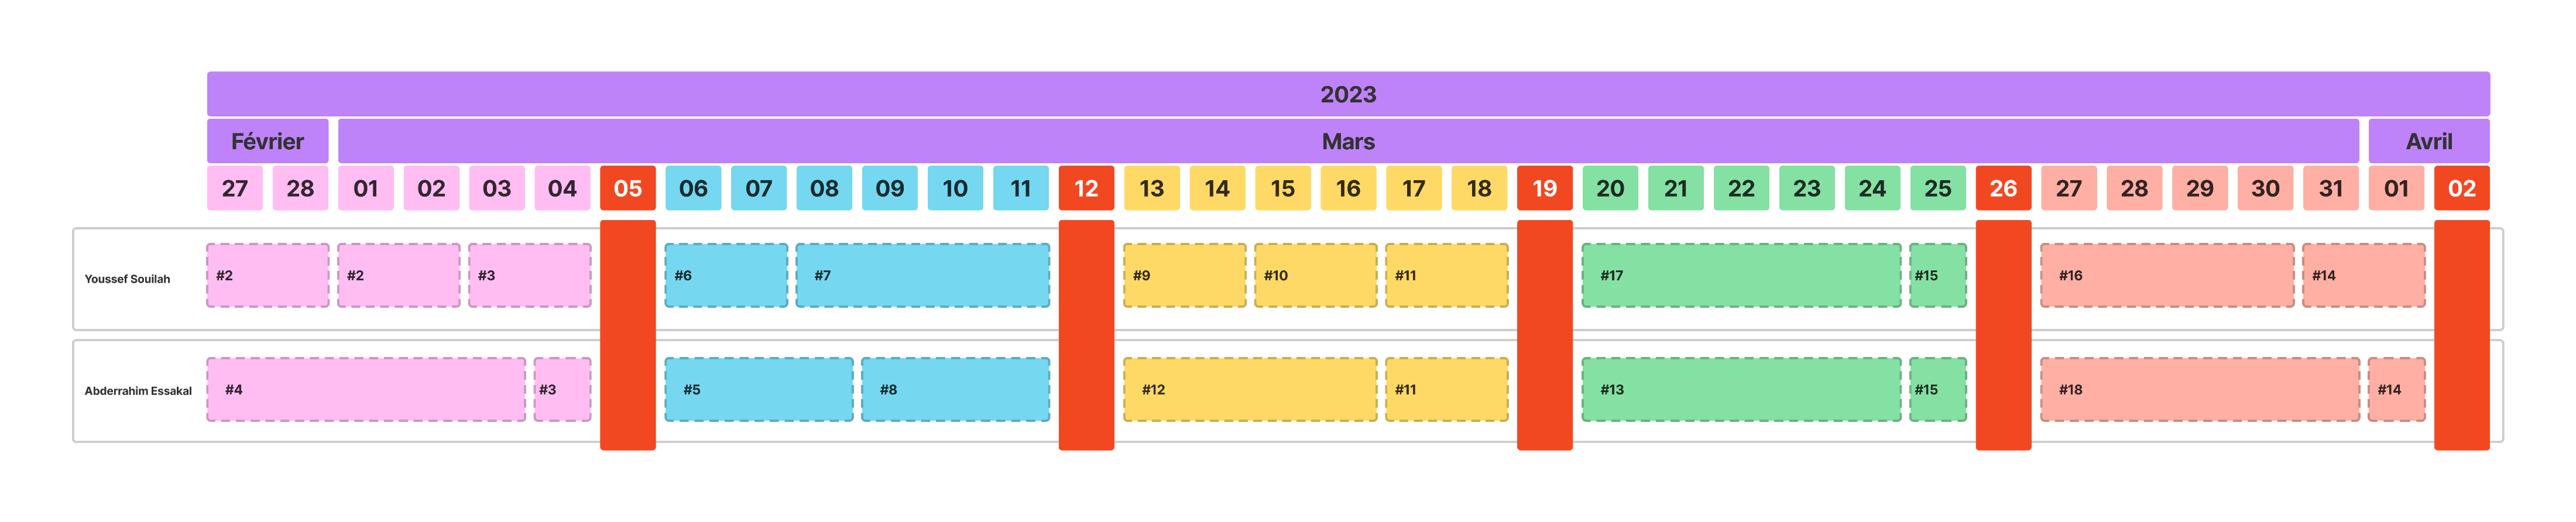 2023
Février Mars Avril
27 28 01 02 03 04 05 06 07 08 09 10 11 12 13 14 15 16 17 18 19 20 21 22 23 24 25 26 27 28 29 30 31 01 02
Youssef Souilah #2 #2 #3 #6 #7 #9 #10 #11 #17 #15 #16 #14
Abderrahim Essakal #4 #3 #5 #8 #12 #11 #13 #15 #18 #14